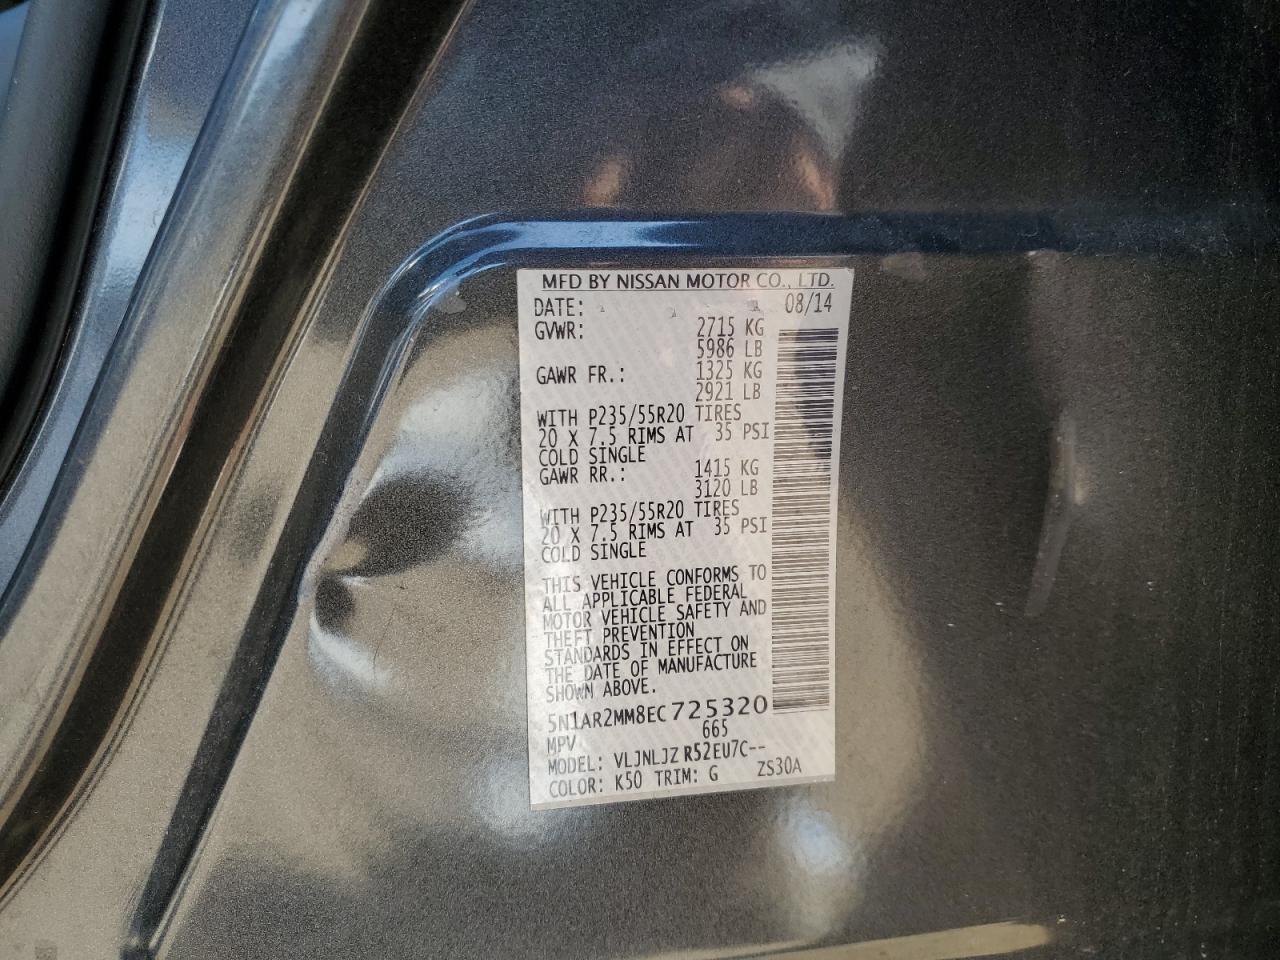 MFD BY NISSAN MOTOR CO., LTD.
DATE: 08/14
GVWR: 2715 KG
5986 LB
GAWR FR.: 1325 KG
2921 LB
WITH P235/55R20 TIRES
20 X 7.5 RIMS AT 35 PSI
COLD SINGLE
GAWR RR.: 1415 KG
3120 LB
WITH P235/55R20 TIRES
20 X 7.5 RIMS AT 35 PSI
COLD SINGLE
THIS VEHICLE CONFORMS TO
ALL APPLICABLE FEDERAL
MOTOR VEHICLE SAFETY AND
THEFT PREVENTION
STANDARDS IN EFFECT ON
THE DATE OF MANUFACTURE
SHOWN ABOVE.
5N1AR2MM8EC725320
MPV 665
MODEL: VLJNLJZ R52EU7C--
COLOR: K50 TRIM: G ZS30A